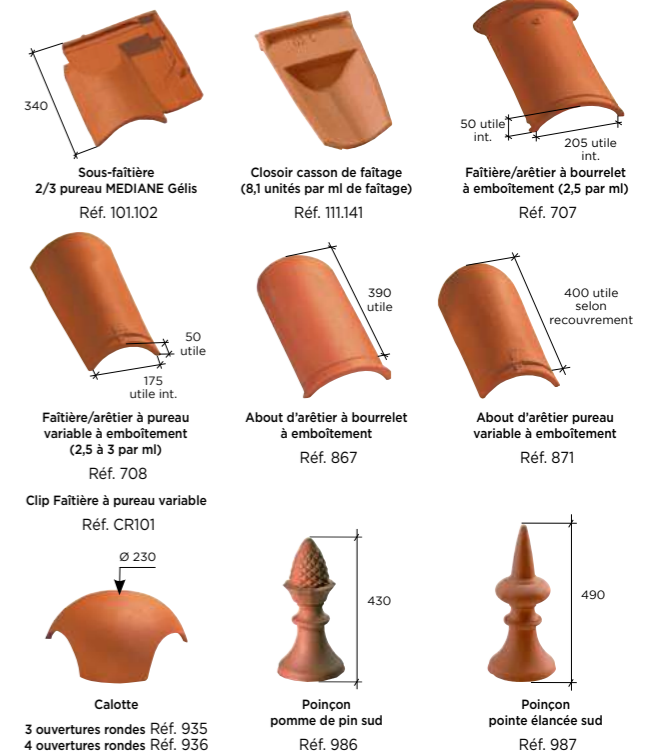 340
Sous-faîtière
2/3 pureau MEDIANE Gélis
Réf. 101.102
Closoir casson de faîtage
(8,1 unités par ml de faîtage)
Réf. 111.141
50 utile
int.
205 utile
int.
Faîtière/arêtier à bourrelet
à emboîtement (2,5 par ml)
Réf. 707
50
utile
175
utile int.
Faîtière/arêtier à pureau
variable à emboîtement
(2,5 à 3 par ml)
Réf. 708
Clip Faîtière à pureau variable
Réf. CR101
390
utile
About d'arêtier à bourrelet
à emboîtement
Réf. 867
400 utile
selon
recouvrement
About d'arêtier pureau
variable à emboîtement
Réf. 871
Ø 230
Calotte
3 ouvertures rondes Réf. 935
4 ouvertures rondes Réf. 936
430
Poinçon
pomme de pin sud
Réf. 986
490
Poinçon
pointe élancée sud
Réf. 987